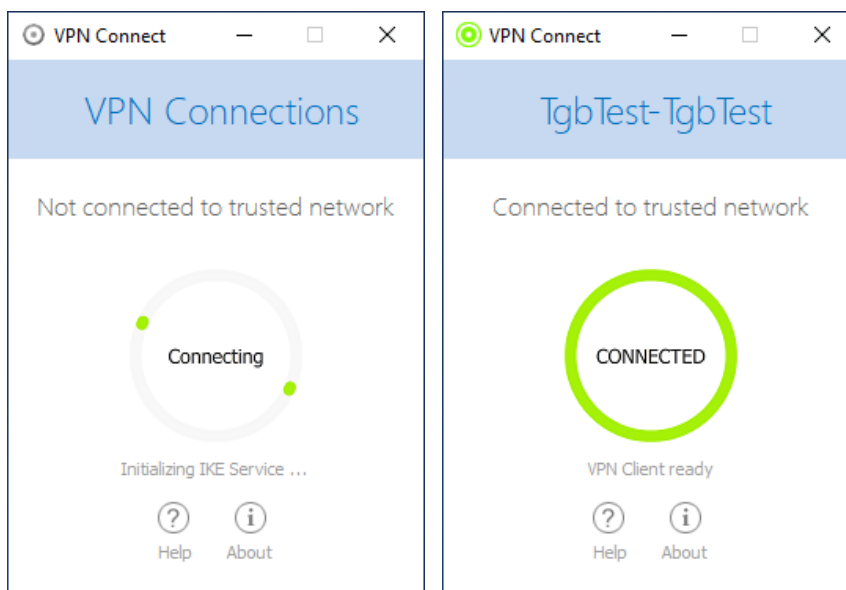 VPN Connect
VPN Connections
Not connected to trusted network
Connecting
Initializing IKE Service ...
Help About
VPN Connect
TgbTest-TgbTest
Connected to trusted network
CONNECTED
VPN Client ready
Help About